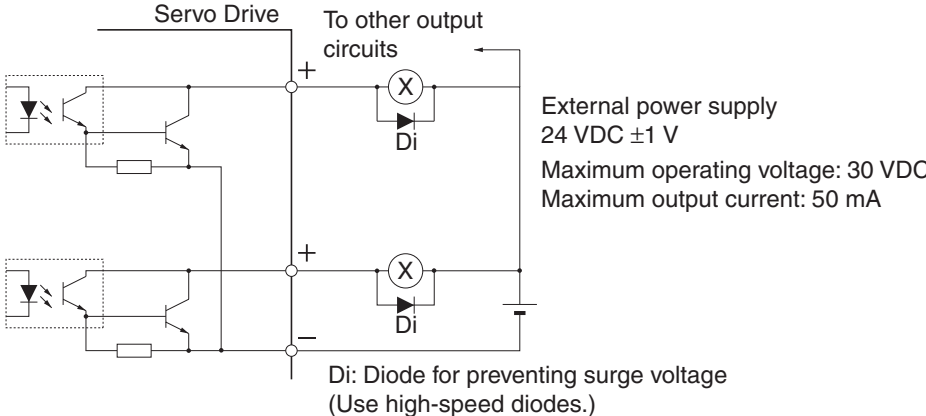 Servo Drive
To other output
circuits
+
X
Di
External power supply
24 VDC ±1 V
Maximum operating voltage: 30 VDC
Maximum output current: 50 mA
+
X
Di
–
Di: Diode for preventing surge voltage
(Use high-speed diodes.)